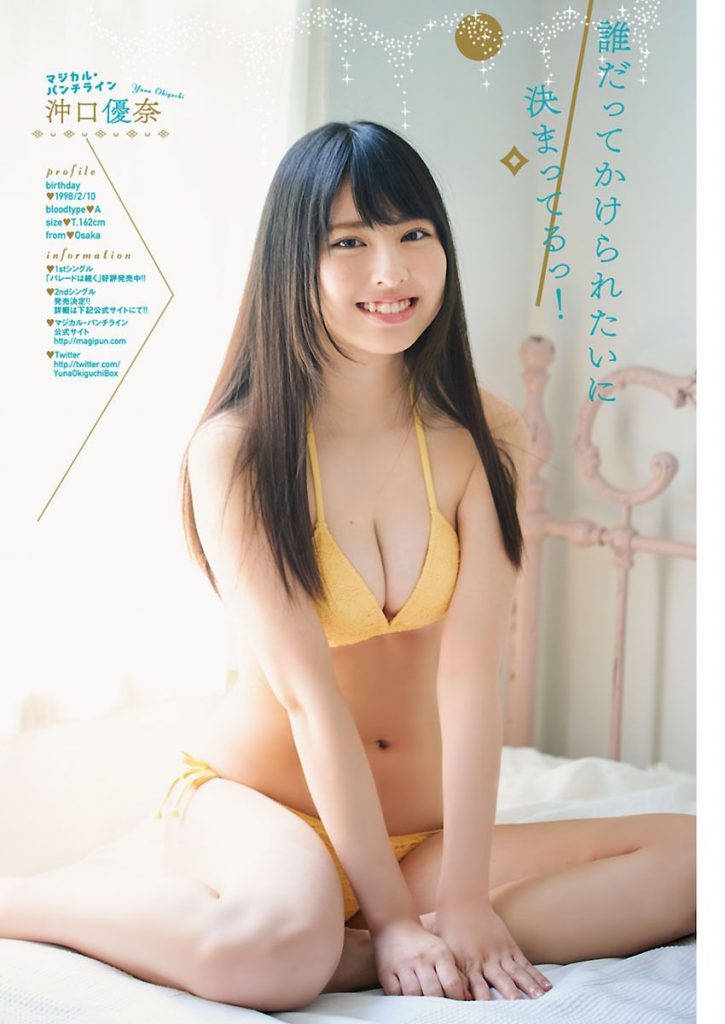 マジカル・
パンチライン
Yuna Okiguchi
沖口優奈
profile
birthday
♥1998/2/10
bloodtype♥A
size♥T.162cm
from♥Osaka
information
♥1stシングル
「パレードは続く」好評発売中!!
♥2ndシングル
発売決定!!
詳細は下記公式サイトにて!!
♥マジカル・パンチライン
公式サイト
http://magipun.com
♥Twitter
http://twitter.com/
YunaOkiguchiBox
誰だってかけられたいに
決まってるっ！